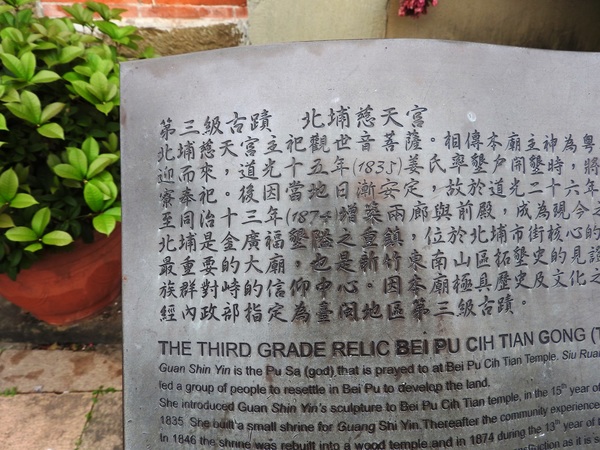 第三級古蹟 北埔慈天宮
北埔慈天宮主祀觀世音菩薩。相傳本廟主神為粵
迎而來,道光十五年(1835)姜氏率墾戶開墾時,將
寮奉祀。後因當地日漸安定,故於道光二十六年
至同治十三年(1874)增築兩廊與前殿,成為現今之
北埔是金廣福墾隘之重鎮,位於北埔市街核心的
最重要的大廟,也是新竹東南山區拓墾史的見證
族群對峙的信仰中心。因本廟極具歷史及文化之
經內政部指定為臺閩地區第三級古蹟。
THE THIRD GRADE RELIC BEI PU CIH TIAN GONG (T
Guan Shin Yin is the Pu Sa (god) that is prayed to at Bei Pu Cih Tian Temple. Siu Ruan
led a group of people to resettle in Bei Pu to develop the land.
She introduced Guan Shin Yin's sculpture to Bei Pu Cih Tian temple, in the 15th year of
1835. She built a small shrine for Guang Shi Yin. Thereafter the community experience
In 1846 the shrine was rebuilt into a wood temple and in 1874 during the 13th year of
as it is